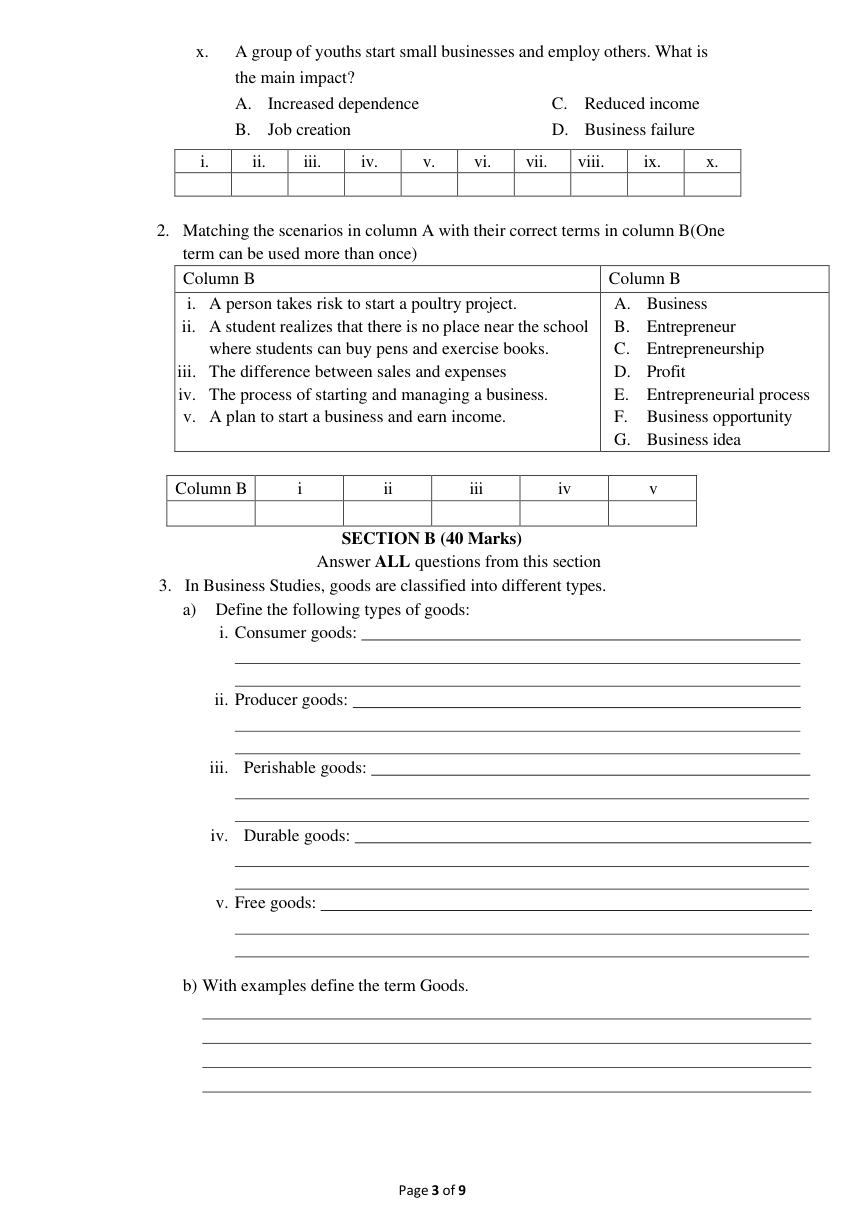 x. A group of youths start small businesses and employ others. What is
the main impact?
A. Increased dependence C. Reduced income
B. Job creation D. Business failure
i. ii. iii. iv. v. vi. vii. viii. ix. x.
2. Matching the scenarios in column A with their correct terms in column B(One
term can be used more than once)
Column B Column B
i. A person takes risk to start a poultry project. A. Business
ii. A student realizes that there is no place near the school B. Entrepreneur
where students can buy pens and exercise books. C. Entrepreneurship
iii. The difference between sales and expenses D. Profit
iv. The process of starting and managing a business. E. Entrepreneurial process
v. A plan to start a business and earn income. F. Business opportunity
G. Business idea
Column B i ii iii iv v
SECTION B (40 Marks)
Answer ALL questions from this section
3. In Business Studies, goods are classified into different types.
a) Define the following types of goods:
i. Consumer goods:
ii. Producer goods:
iii. Perishable goods:
iv. Durable goods:
v. Free goods:
b) With examples define the term Goods.
Page 3 of 9